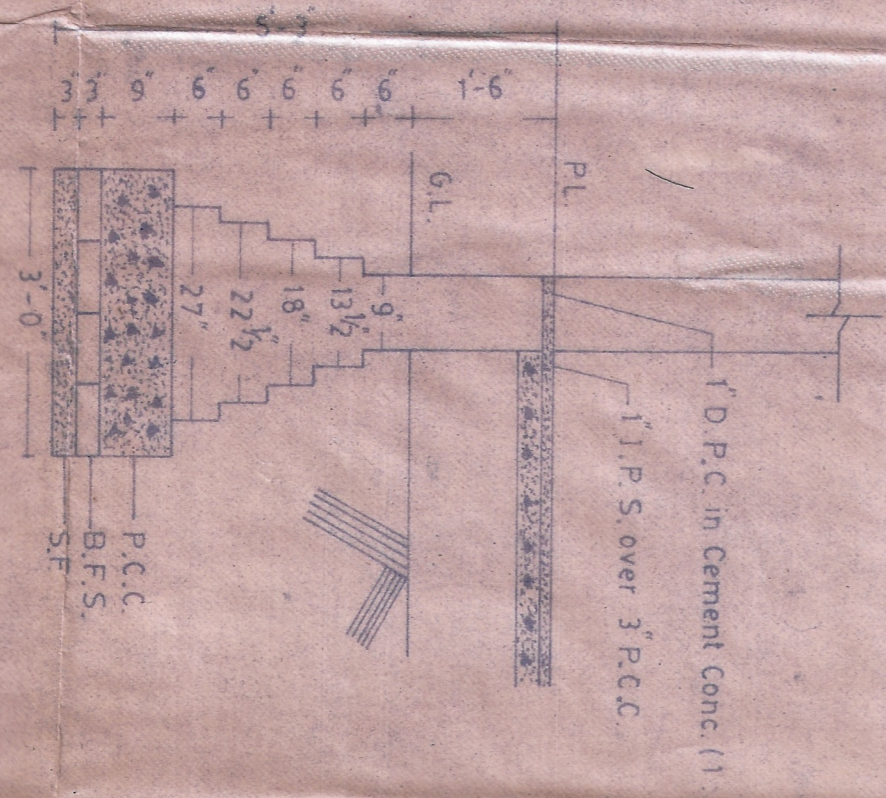 5'-3"
3" 3" 9" 6" 6" 6" 6" 6" 1'-6"
P.L.
G.L.
9"
13½"
18"
22½"
27"
3'-0"
1" D.P.C. in Cement Conc. (1
1" I.P.S. over 3" P.C.C.
P.C.C.
B.F.S.
S.F